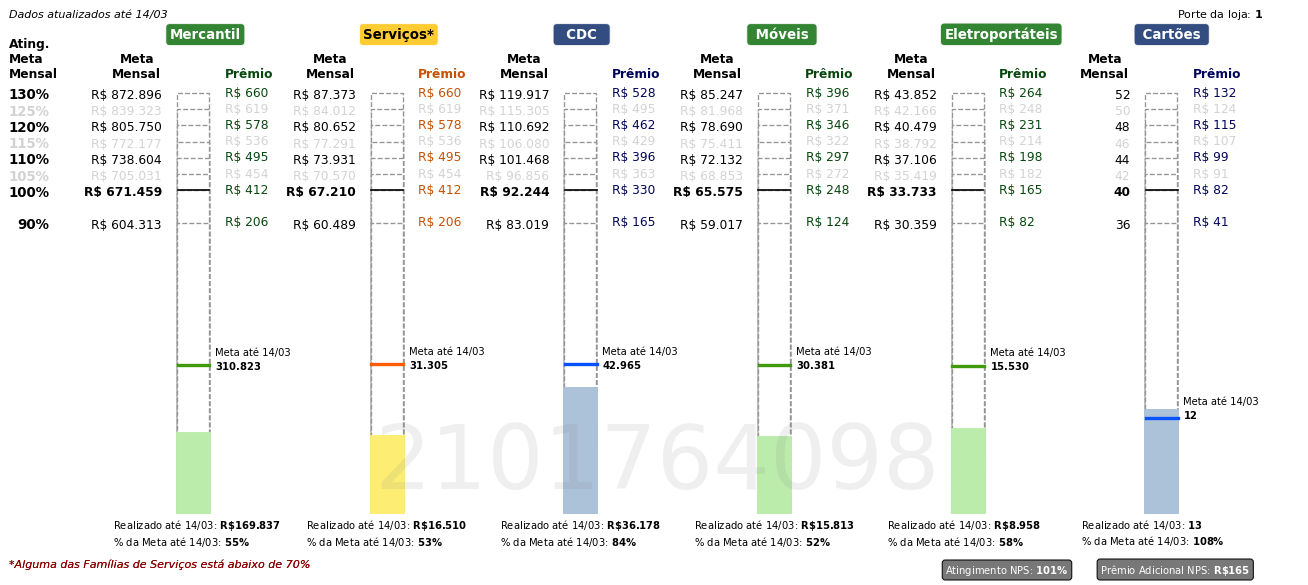 Dados atualizados até 14/03
Porte da loja: 1
Mercantil Serviços* CDC Móveis Eletroportáteis Cartões
Ating. Meta Mensal
Meta Mensal Prêmio Meta Mensal Prêmio Meta Mensal Prêmio Meta Mensal Prêmio Meta Mensal Prêmio Meta Mensal Prêmio
130% R$ 872.896 R$ 660 R$ 87.373 R$ 660 R$ 119.917 R$ 528 R$ 85.247 R$ 396 R$ 43.852 R$ 264 52 R$ 132
125% R$ 839.323 R$ 619 R$ 84.012 R$ 619 R$ 115.305 R$ 495 R$ 81.968 R$ 371 R$ 42.166 R$ 248 50 R$ 124
120% R$ 805.750 R$ 578 R$ 80.652 R$ 578 R$ 110.692 R$ 462 R$ 78.690 R$ 346 R$ 40.479 R$ 231 48 R$ 115
115% R$ 772.177 R$ 536 R$ 77.291 R$ 536 R$ 106.080 R$ 429 R$ 75.411 R$ 322 R$ 38.792 R$ 214 46 R$ 107
110% R$ 738.604 R$ 495 R$ 73.931 R$ 495 R$ 101.468 R$ 396 R$ 72.132 R$ 297 R$ 37.106 R$ 198 44 R$ 99
105% R$ 705.031 R$ 454 R$ 70.570 R$ 454 R$ 96.856 R$ 363 R$ 68.853 R$ 272 R$ 35.419 R$ 182 42 R$ 91
100% R$ 671.459 R$ 412 R$ 67.210 R$ 412 R$ 92.244 R$ 330 R$ 65.575 R$ 248 R$ 33.733 R$ 165 40 R$ 82
90% R$ 604.313 R$ 206 R$ 60.489 R$ 206 R$ 83.019 R$ 165 R$ 59.017 R$ 124 R$ 30.359 R$ 82 36 R$ 41
Meta até 14/03 Meta até 14/03 Meta até 14/03 Meta até 14/03 Meta até 14/03
310.823 31.305 42.965 30.381 15.530
Meta até 14/03
12
2101764098
Realizado até 14/03: R$169.837 Realizado até 14/03: R$16.510 Realizado até 14/03: R$36.178 Realizado até 14/03: R$15.813 Realizado até 14/03: R$8.958 Realizado até 14/03: 13
% da Meta até 14/03: 55% % da Meta até 14/03: 53% % da Meta até 14/03: 84% % da Meta até 14/03: 52% % da Meta até 14/03: 58% % da Meta até 14/03: 108%
*Alguma das Famílias de Serviços está abaixo de 70%
Atingimento NPS: 101% Prêmio Adicional NPS: R$165